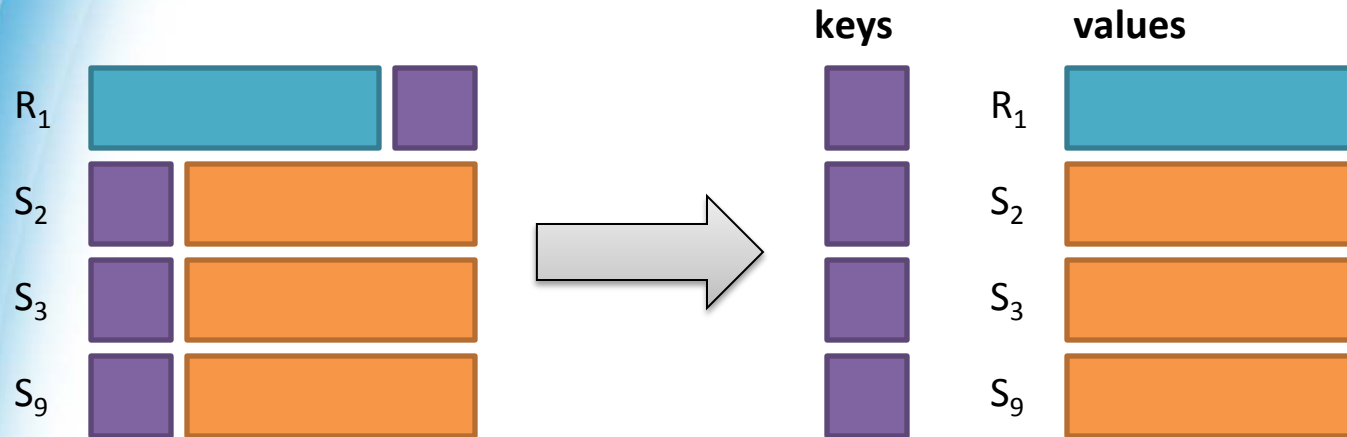 keys values
R₁ R₁
S₂ S₂
S₃ S₃
S₉ S₉